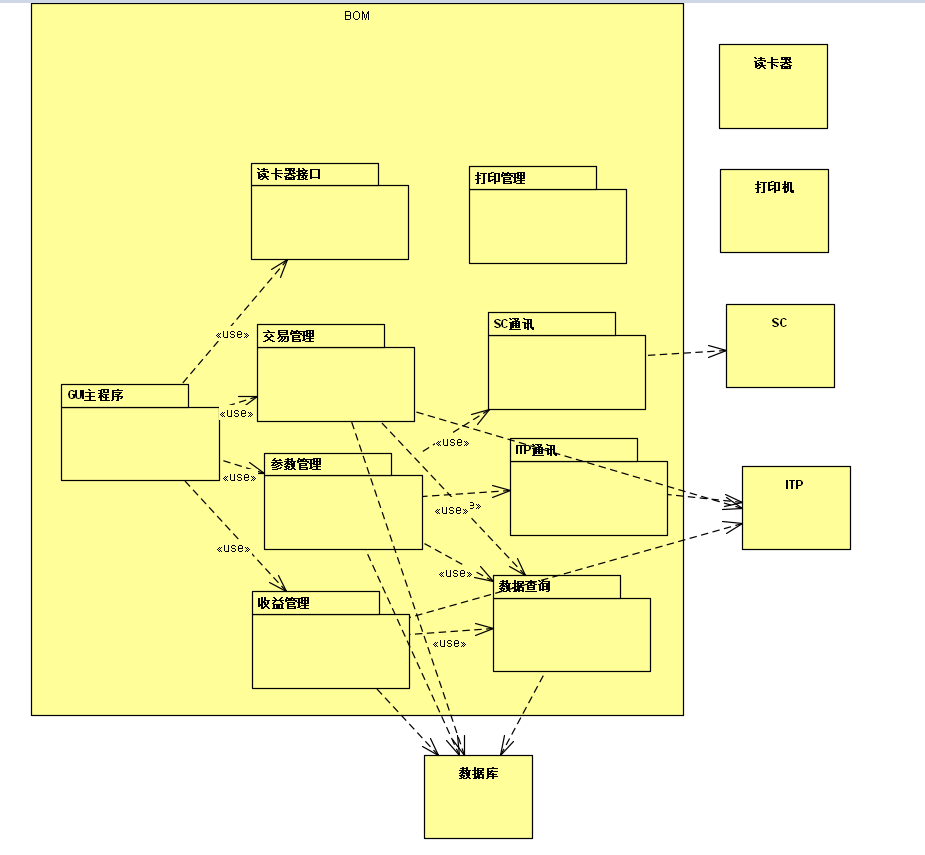 BOM
读卡器
读卡器接口
打印管理
打印机
SC
SC通讯
«use»
交易管理
GUI主程序
«use»
«use»
ITP通讯
参数管理
«use»
ITP
«use»
e»
«use»
«use»
数据查询
收益管理
«use»
数据库